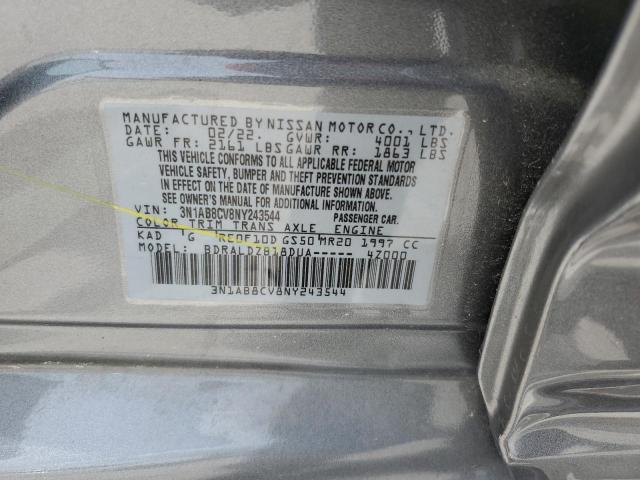 MANUFACTURED BY NISSAN MOTOR CO., LTD.
DATE: 02/22. GVWR: 4001 LBS
GAWR FR: 2161 LBS GAWR RR: 1863 LBS
THIS VEHICLE CONFORMS TO ALL APPLICABLE FEDERAL MOTOR
VEHICLE SAFETY, BUMPER AND THEFT PREVENTION STANDARDS
IN EFFECT ON THE DATE OF MANUFACTURE SHOWN ABOVE.
SEE OWNER'S MANUAL FOR ADDITIONAL INFORMATION.
VIN: 3N1AB8CV8NY243544 PASSENGER CAR.
COLOR TRIM TRANS AXLE ENGINE
KAD G RE0F10D GS50 MR20 1997 CC
MODEL: BDRALDZB18DUA----- 4Z000
3N1AB8CV8NY243544